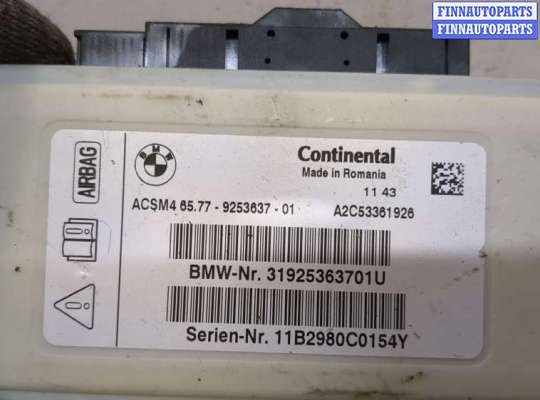 FINNAUTOPARTS
FINNAUTOPARTS
AIRBAG
BMW
Continental
Made in Romania
11 43
ACSM4 65.77 - 9253637 - 01 A2C53361926
BMW-Nr. 31925363701U
Serien-Nr. 11B2980C0154Y